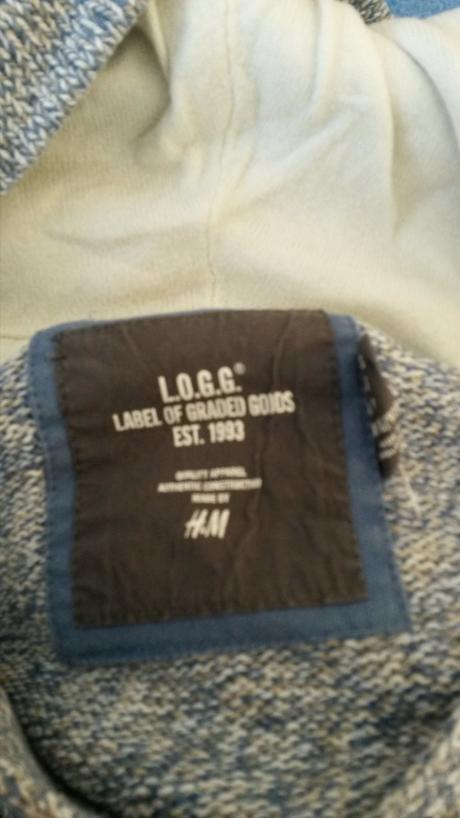 L.O.G.G.®
LABEL OF GRADED GOODS
EST. 1993
QUALITY APPAREL
AUTHENTIC CONSTRUCTION
MADE BY
H&M